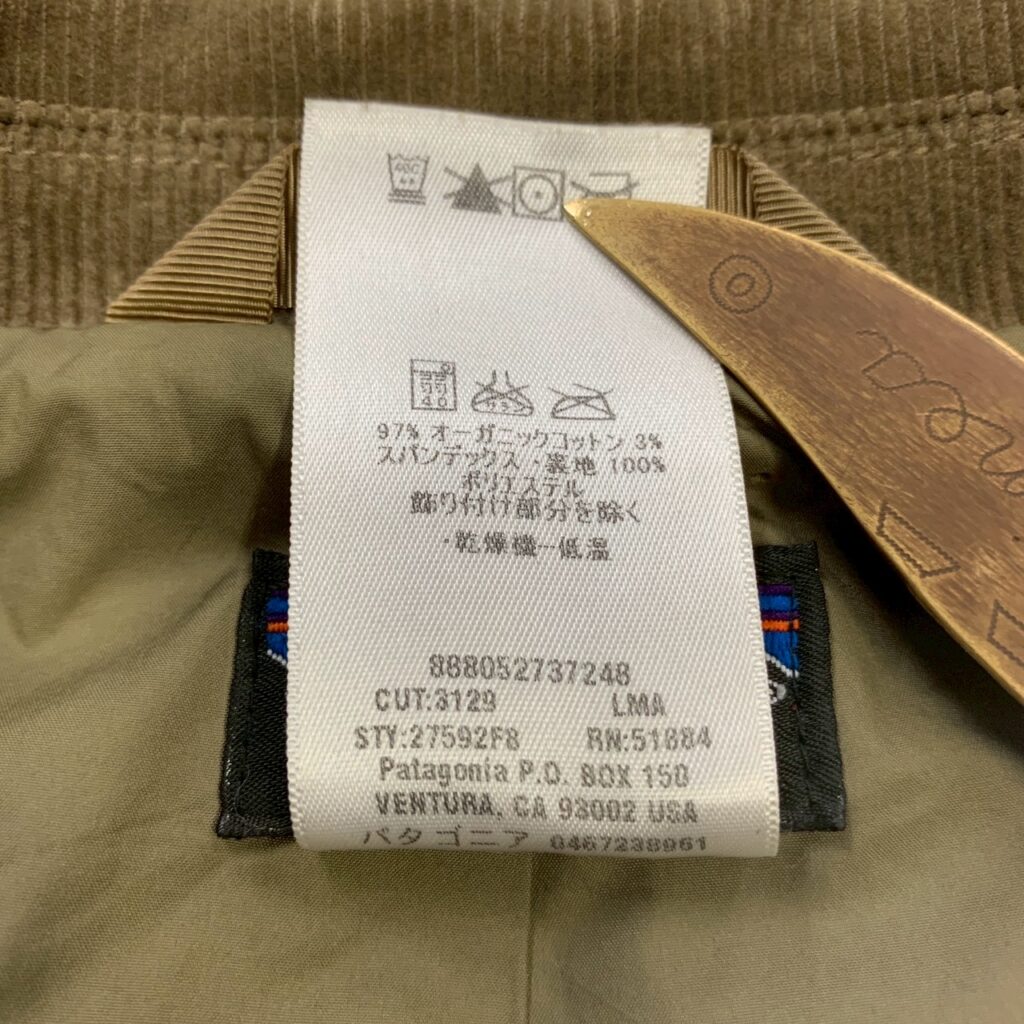 40
97% オーガニックコットン 3%
スパンデックス・裏地 100%
ポリエステル
飾り付け部分を除く
・乾燥機ー低温
888052737248
CUT:3129 LMA
STY:27592F8 RN:51884
Patagonia P.O. BOX 150
VENTURA, CA 93002 USA
パタゴニア 0467238961